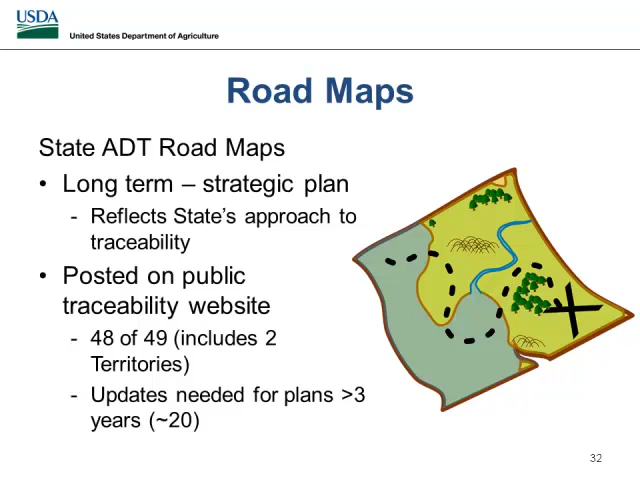 USDA
United States Department of Agriculture
Road Maps
State ADT Road Maps
• Long term – strategic plan
- Reflects State’s approach to
traceability
• Posted on public
traceability website
- 48 of 49 (includes 2
Territories)
- Updates needed for plans >3
years (~20)
32